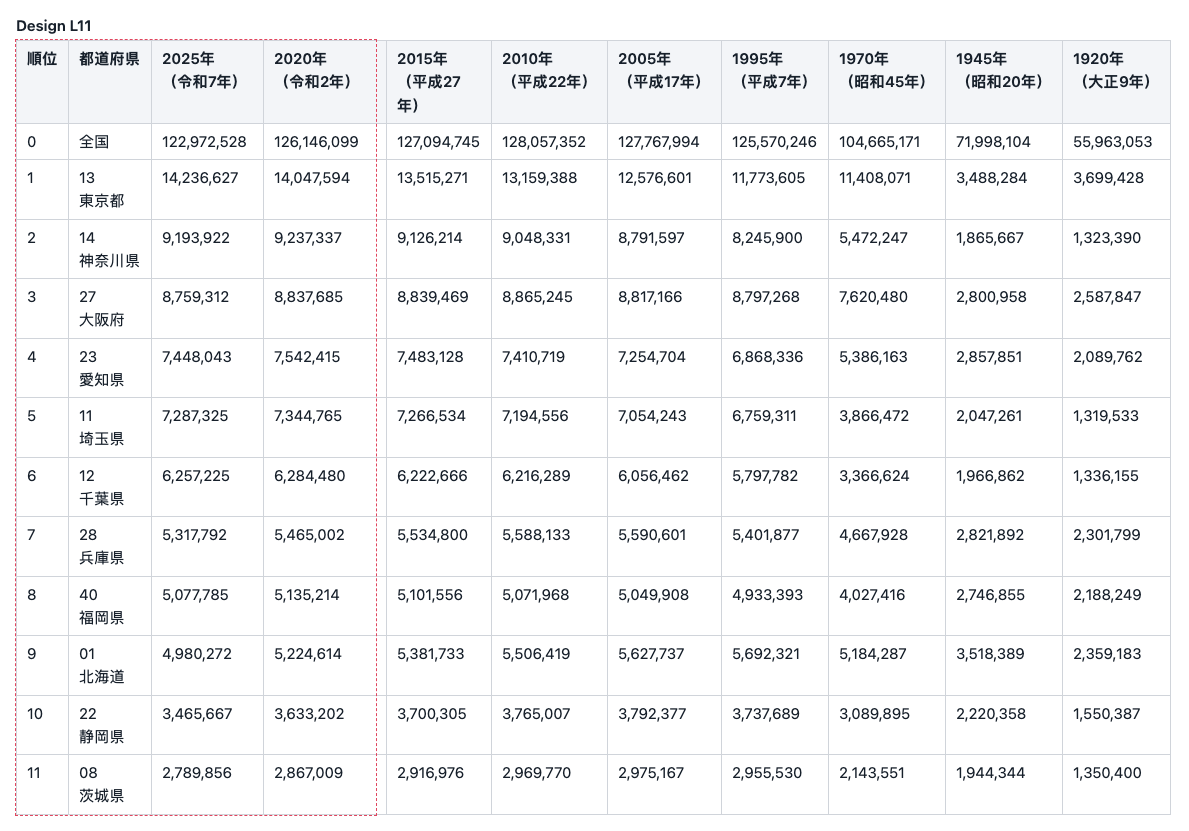 Design L11
順位 都道府県 2025年（令和7年） 2020年（令和2年） 2015年（平成27年） 2010年（平成22年） 2005年（平成17年） 1995年（平成7年） 1970年（昭和45年） 1945年（昭和20年） 1920年（大正9年）
0 全国 122,972,528 126,146,099 127,094,745 128,057,352 127,767,994 125,570,246 104,665,171 71,998,104 55,963,053
1 13 東京都 14,236,627 14,047,594 13,515,271 13,159,388 12,576,601 11,773,605 11,408,071 3,488,284 3,699,428
2 14 神奈川県 9,193,922 9,237,337 9,126,214 9,048,331 8,791,597 8,245,900 5,472,247 1,865,667 1,323,390
3 27 大阪府 8,759,312 8,837,685 8,839,469 8,865,245 8,817,166 8,797,268 7,620,480 2,800,958 2,587,847
4 23 愛知県 7,448,043 7,542,415 7,483,128 7,410,719 7,254,704 6,868,336 5,386,163 2,857,851 2,089,762
5 11 埼玉県 7,287,325 7,344,765 7,266,534 7,194,556 7,054,243 6,759,311 3,866,472 2,047,261 1,319,533
6 12 千葉県 6,257,225 6,284,480 6,222,666 6,216,289 6,056,462 5,797,782 3,366,624 1,966,862 1,336,155
7 28 兵庫県 5,317,792 5,465,002 5,534,800 5,588,133 5,590,601 5,401,877 4,667,928 2,821,892 2,301,799
8 40 福岡県 5,077,785 5,135,214 5,101,556 5,071,968 5,049,908 4,933,393 4,027,416 2,746,855 2,188,249
9 01 北海道 4,980,272 5,224,614 5,381,733 5,506,419 5,627,737 5,692,321 5,184,287 3,518,389 2,359,183
10 22 静岡県 3,465,667 3,633,202 3,700,305 3,765,007 3,792,377 3,737,689 3,089,895 2,220,358 1,550,387
11 08 茨城県 2,789,856 2,867,009 2,916,976 2,969,770 2,975,167 2,955,530 2,143,551 1,944,344 1,350,400